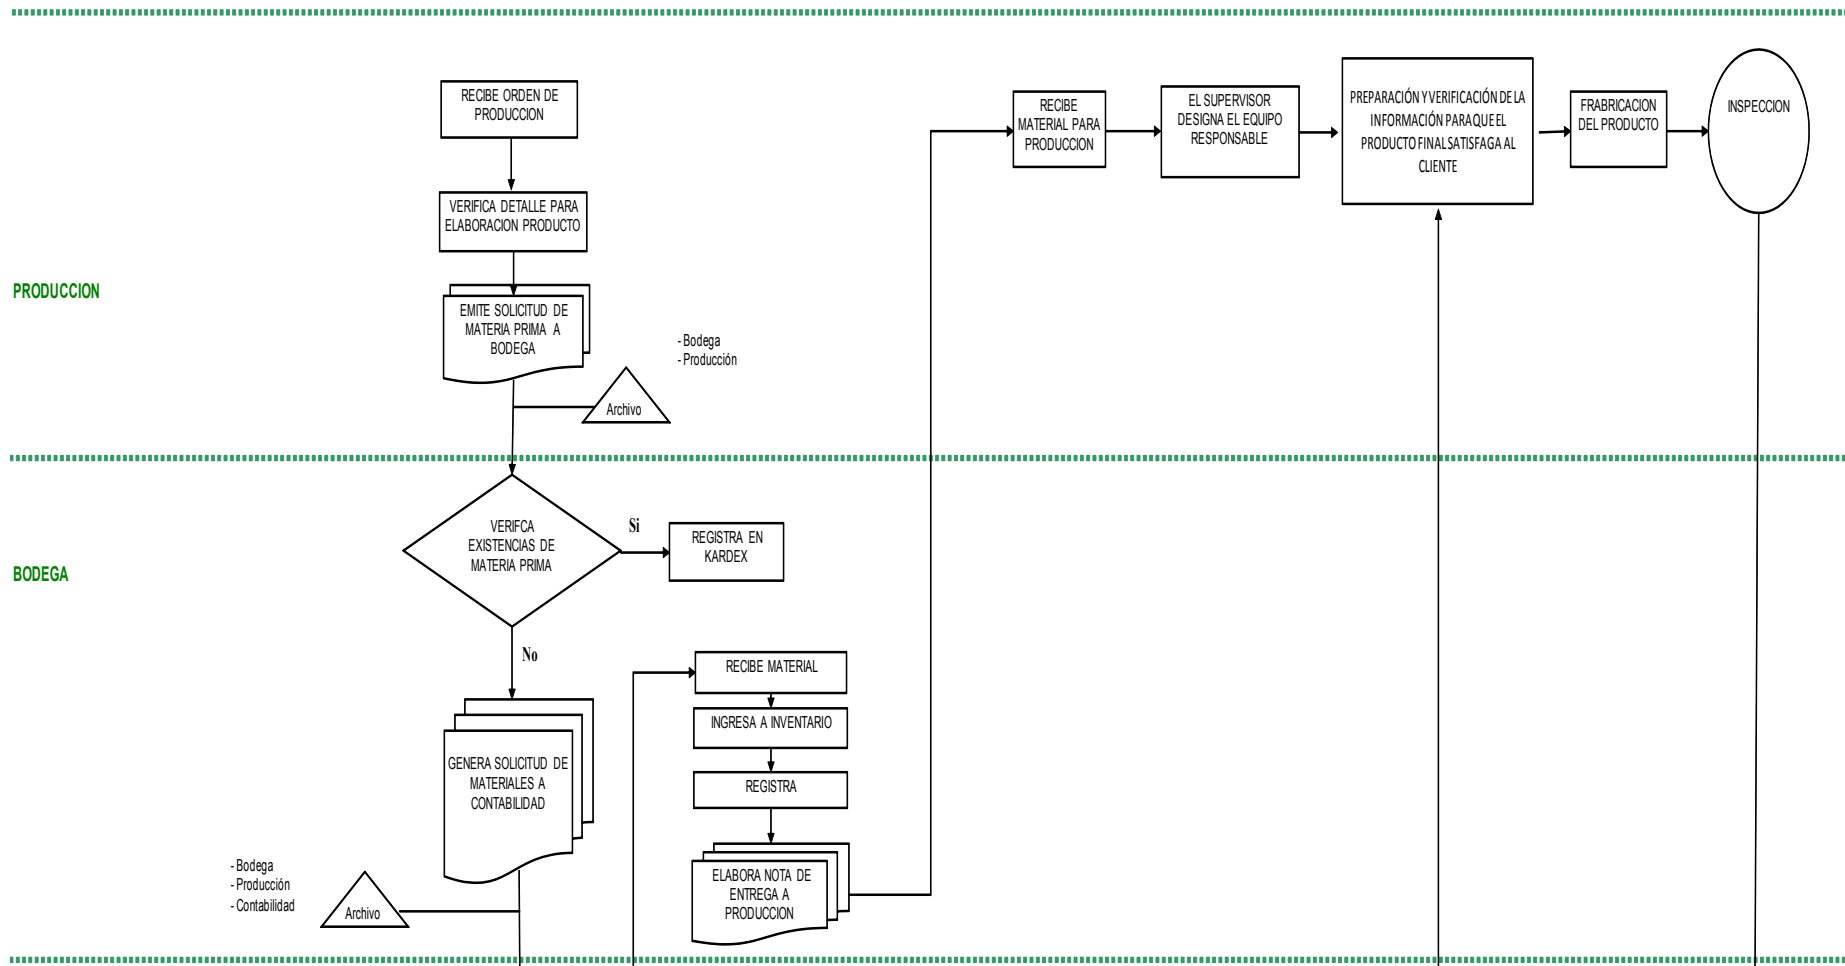 RECIBE ORDEN DE
PRODUCCION
VERIFICA DETALLE PARA
ELABORACION PRODUCTO
PRODUCCION
EMITE SOLICITUD DE
MATERIA PRIMA A
BODEGA
- Bodega
- Producción
Archivo
RECIBE
MATERIAL PARA
PRODUCCION
EL SUPERVISOR
DESIGNA EL EQUIPO
RESPONSABLE
PREPARACIÓN Y VERIFICACIÓN DE LA
INFORMACIÓN PARA QUE EL
PRODUCTO FINAL SATISFAGA AL
CLIENTE
FRABRICACION
DEL PRODUCTO
INSPECCION
BODEGA
VERIFCA
EXISTENCIAS DE
MATERIA PRIMA
Si
REGISTRA EN
KARDEX
No
GENERA SOLICITUD DE
MATERIALES A
CONTABILIDAD
- Bodega
- Producción
- Contabilidad
Archivo
RECIBE MATERIAL
INGRESA A INVENTARIO
REGISTRA
ELABORA NOTA DE
ENTREGA A
PRODUCCION